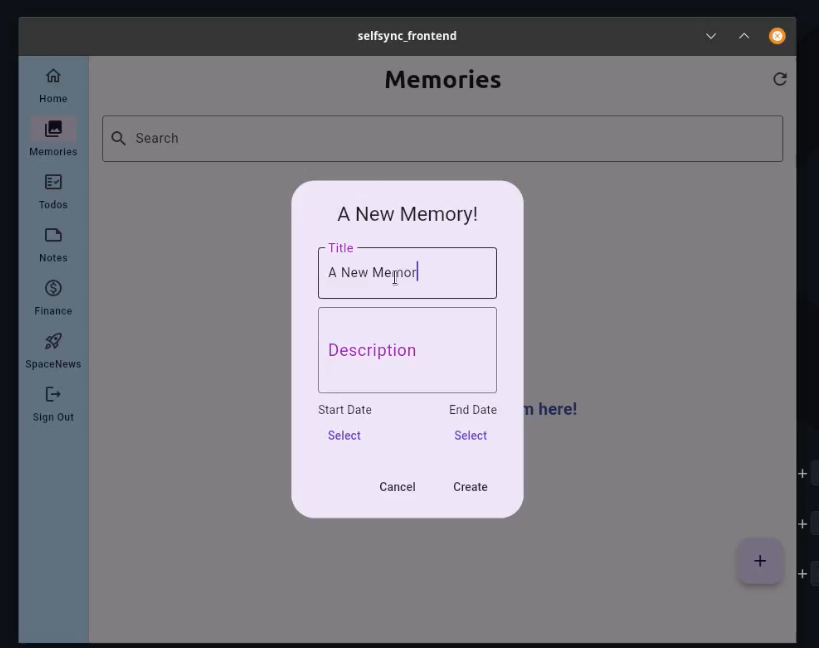 selfsync_frontend
Memories
Home
Memories
Todos
Notes
Finance
SpaceNews
Sign Out
Search
A New Memory!
Title
A New Memor
Description
Start Date
End Date
Select
Select
Cancel
Create
here!
+
+
+
+